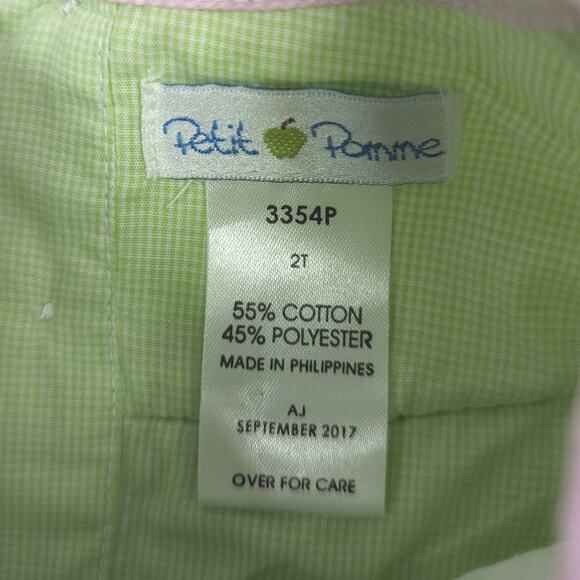 Petit Pomme
3354P
2T
55% COTTON
45% POLYESTER
MADE IN PHILIPPINES
AJ
SEPTEMBER 2017
OVER FOR CARE